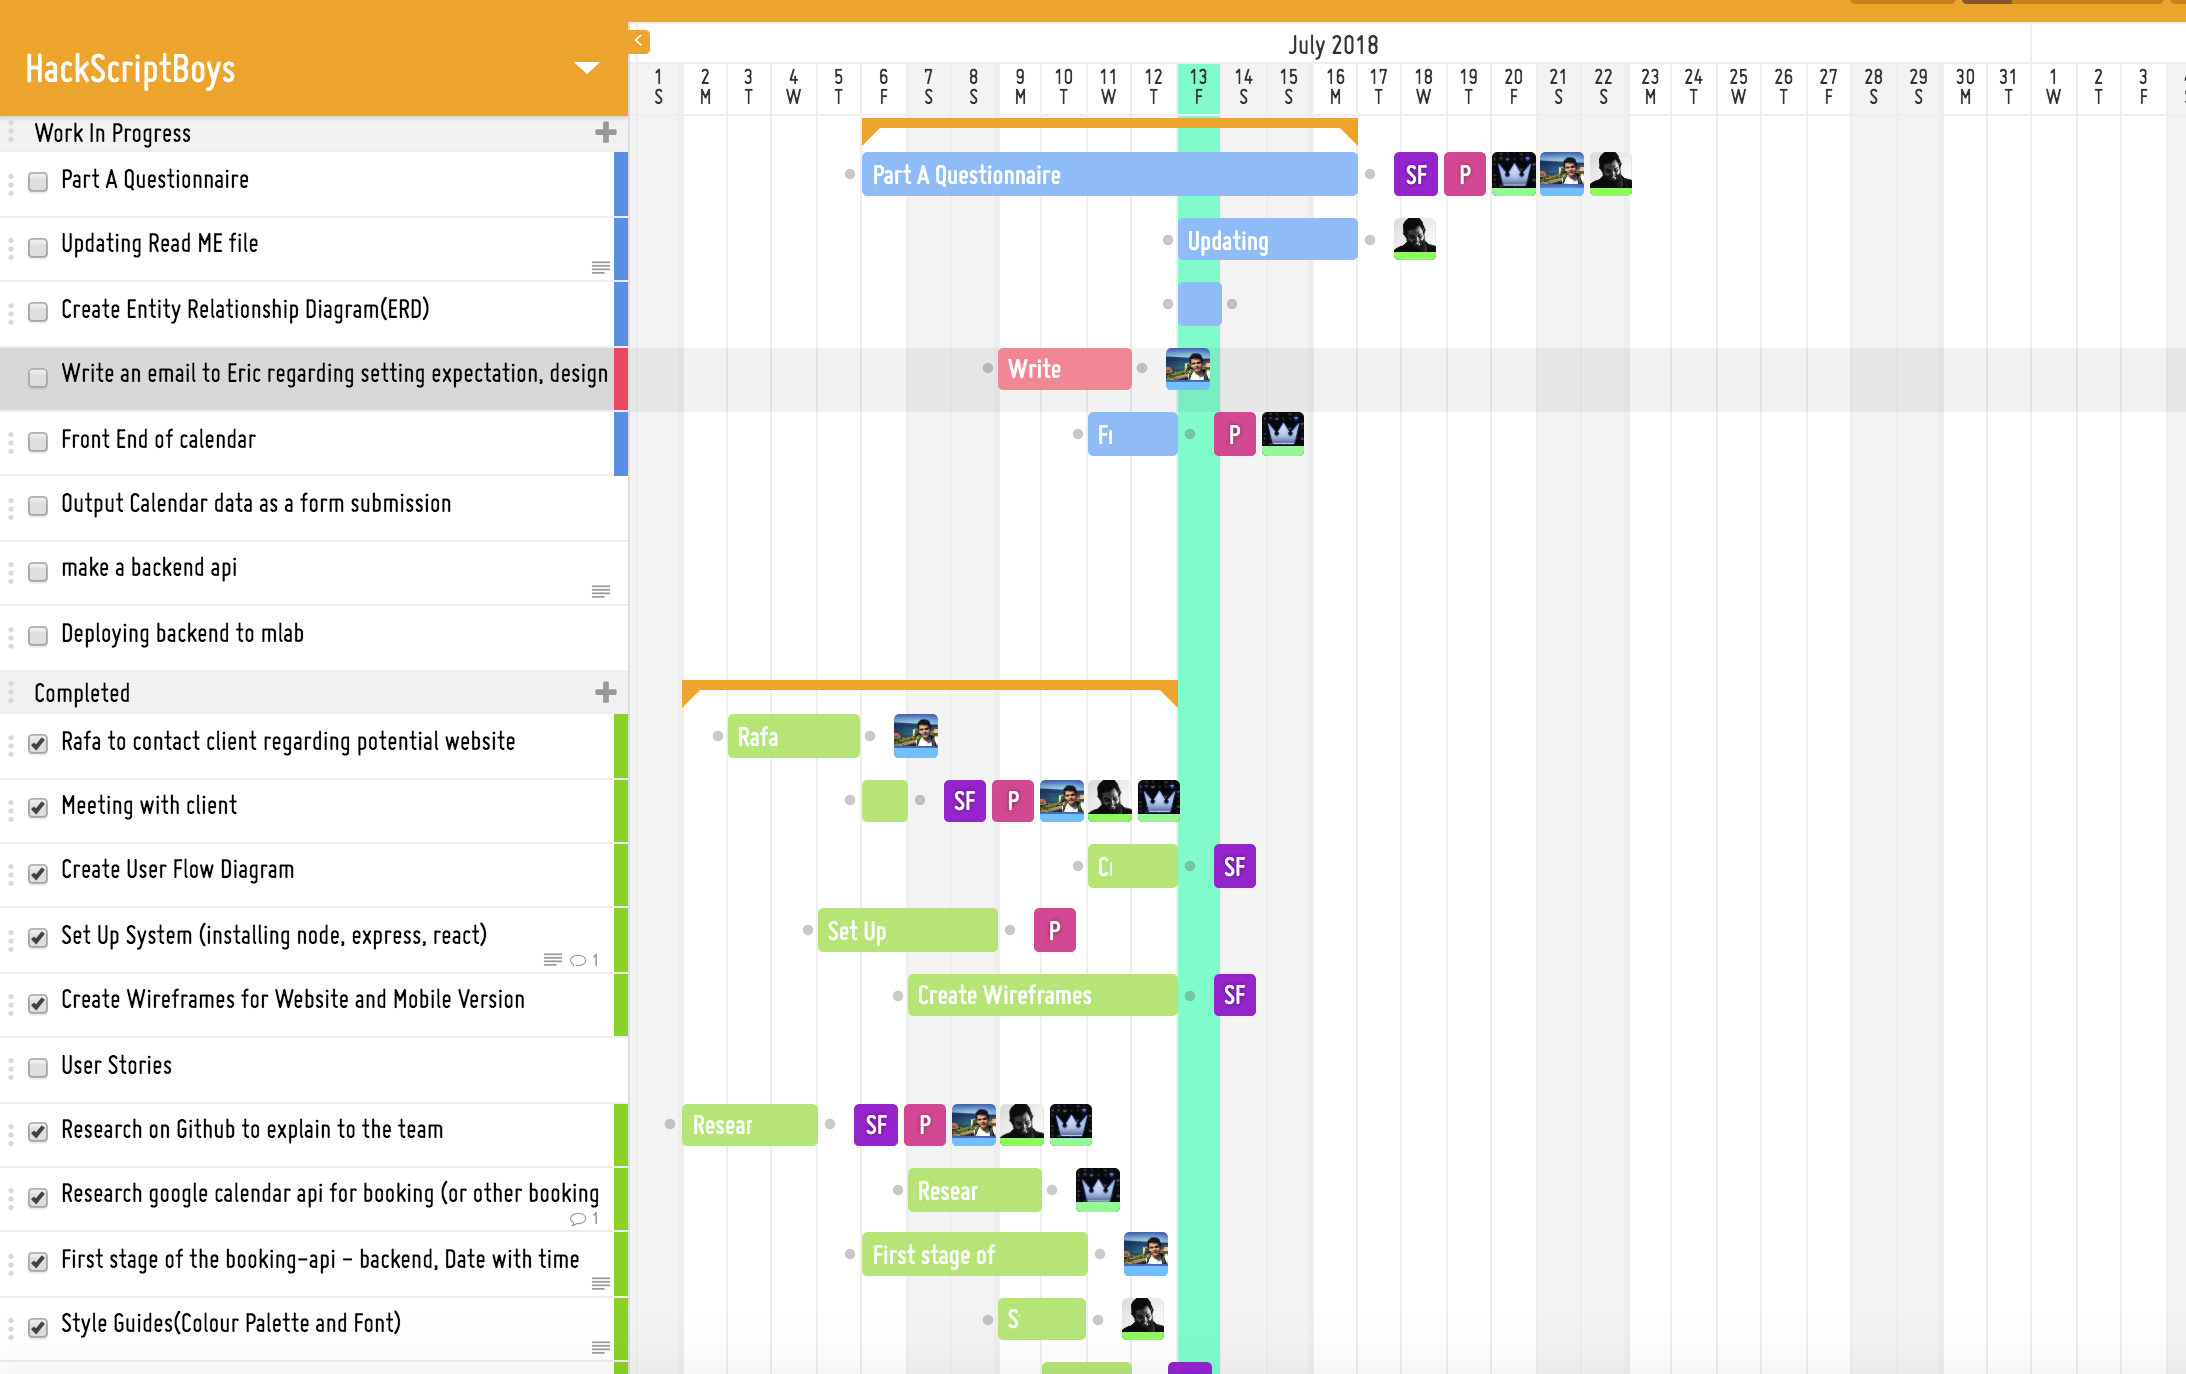 HackScriptBoys
July 2018
1 2 3 4 5 6 7 8 9 10 11 12 13 14 15 16 17 18 19 20 21 22 23 24 25 26 27 28 29 30 31 1 2 3
S M T W T F S S M T W T F S S M T W T F S S M T W T F S S M T W T F
Work In Progress
Part A Questionnaire
Part A Questionnaire
SF P
Updating Read ME file
Updating
Create Entity Relationship Diagram(ERD)
Write an email to Eric regarding setting expectation, design
Write
Front End of calendar
P
Output Calendar data as a form submission
make a backend api
Deploying backend to mlab
Completed
Rafa to contact client regarding potential website
Rafa
Meeting with client
SF P
Create User Flow Diagram
SF
Set Up System (installing node, express, react)
1
Set Up
P
Create Wireframes for Website and Mobile Version
Create Wireframes
SF
User Stories
Research on Github to explain to the team
Resear
SF P
Research google calendar api for booking (or other booking
1
Resear
First stage of the booking-api - backend, Date with time
First stage of
Style Guides(Colour Palette and Font)
S